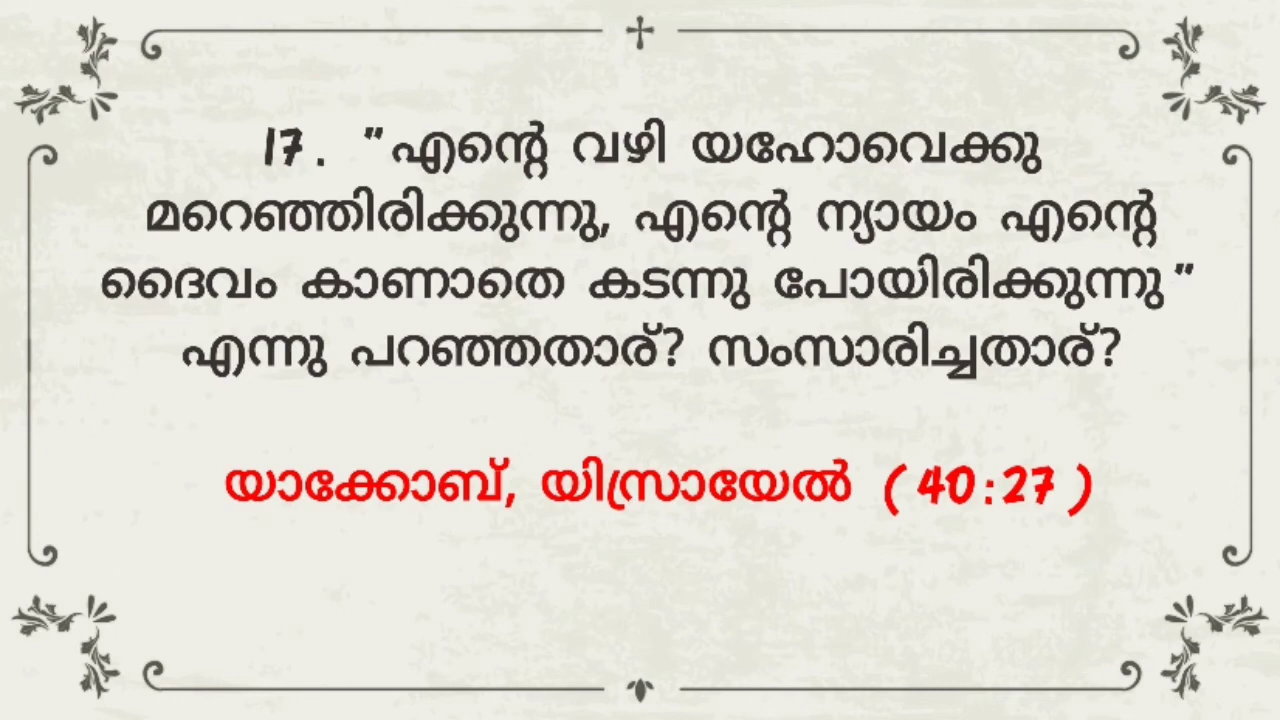 17. "എന്റെ വഴി യഹോവെക്കു
മറെഞ്ഞിരിക്കുന്നു, എന്റെ ന്യായം എന്റെ
ദൈവം കാണാതെ കടന്നു പോയിരിക്കുന്നു"
എന്നു പറഞ്ഞതാര്? സംസാരിച്ചതാര്?
യാക്കോബ്, യിസ്രായേൽ (40:27)